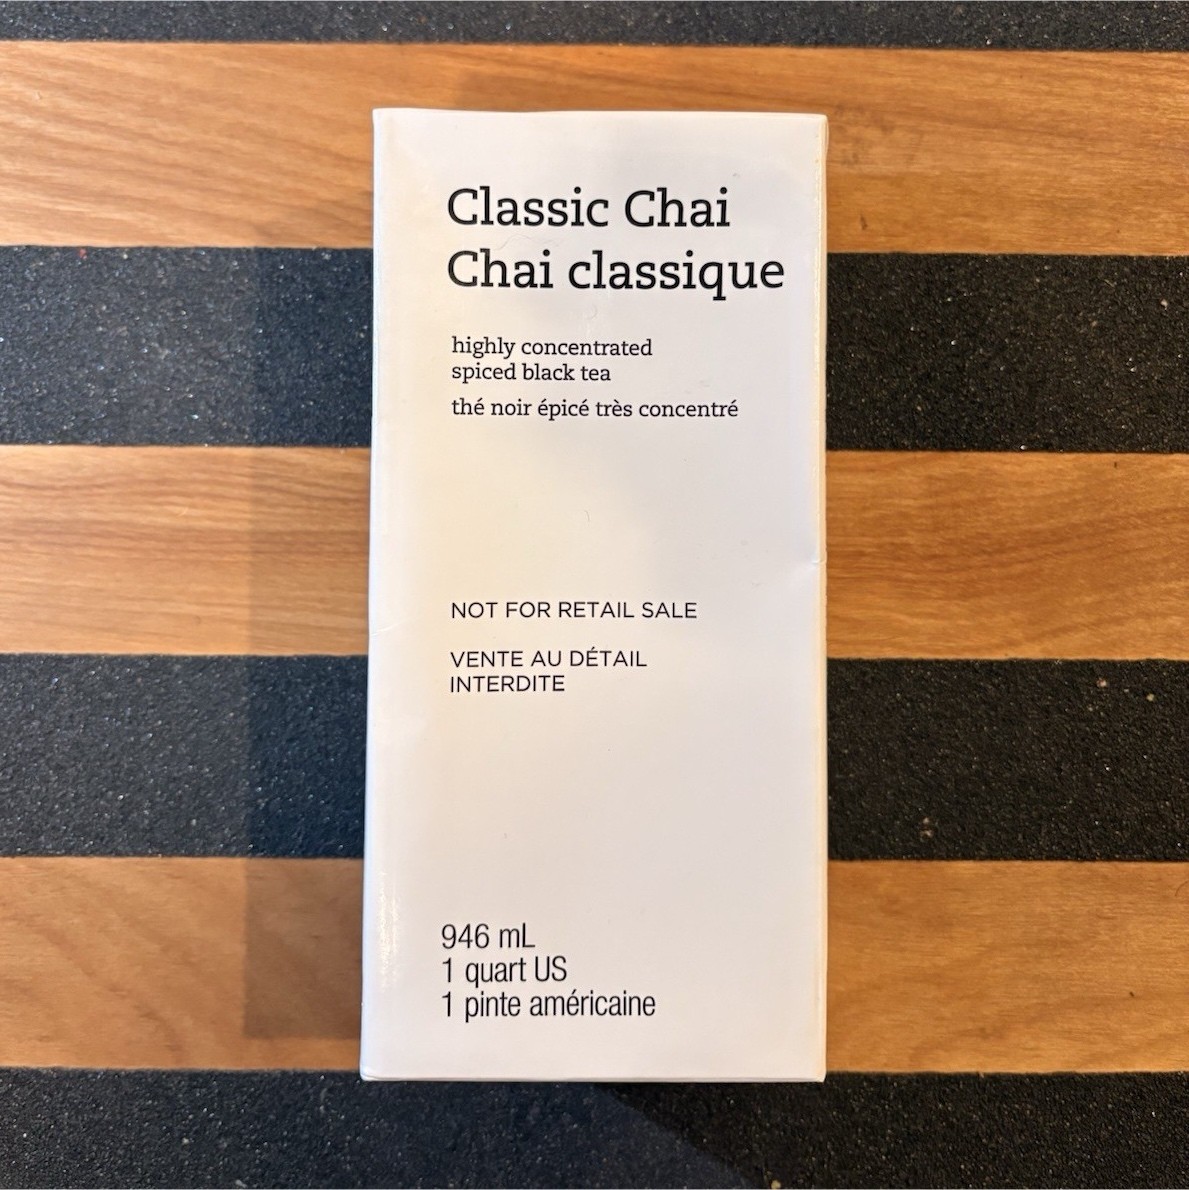 Classic Chai
Chai classique
highly concentrated
spiced black tea
thé noir épicé très concentré
NOT FOR RETAIL SALE
VENTE AU DÉTAIL
INTERDITE
946 mL
1 quart US
1 pinte américaine